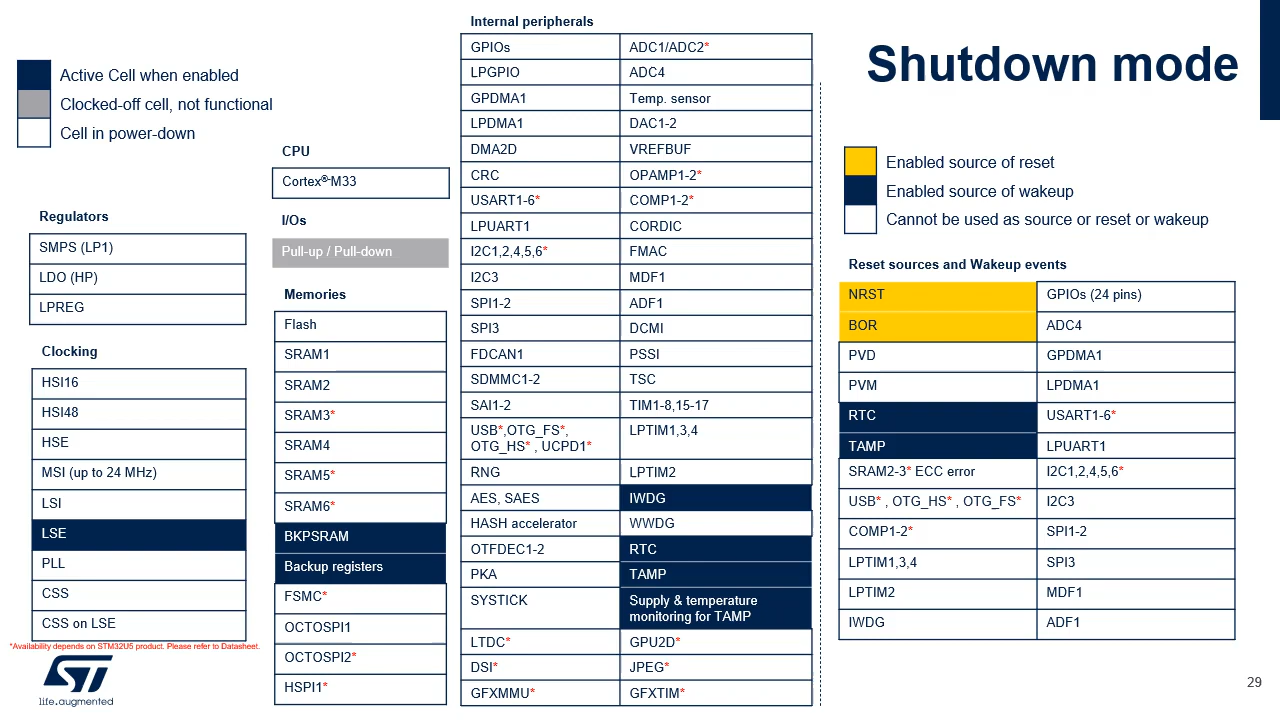 Shutdown mode
Active Cell when enabled
Clocked-off cell, not functional
Cell in power-down
Regulators
SMPS (LP1)
LDO (HP)
LPREG
Clocking
HSI16
HSI48
HSE
MSI (up to 24 MHz)
LSI
LSE
PLL
CSS
CSS on LSE
*Availability depends on STM32U5 product. Please refer to Datasheet.
CPU
Cortex®-M33
I/Os
Pull-up / Pull-down
Memories
Flash
SRAM1
SRAM2
SRAM3*
SRAM4
SRAM5*
SRAM6*
BKPSRAM
Backup registers
FSMC*
OCTOSPI1
OCTOSPI2*
HSPI1*
Internal peripherals
GPIOs ADC1/ADC2*
LPGPIO ADC4
GPDMA1 Temp. sensor
LPDMA1 DAC1-2
DMA2D VREFBUF
CRC OPAMP1-2*
USART1-6* COMP1-2*
LPUART1 CORDIC
I2C1,2,4,5,6* FMAC
I2C3 MDF1
SPI1-2 ADF1
SPI3 DCMI
FDCAN1 PSSI
SDMMC1-2 TSC
SAI1-2 TIM1-8,15-17
USB*,OTG_FS*, LPTIM1,3,4
OTG_HS* , UCPD1*
RNG LPTIM2
AES, SAES IWDG
HASH accelerator WWDG
OTFDEC1-2 RTC
PKA TAMP
SYSTICK Supply & temperature
monitoring for TAMP
LTDC* GPU2D*
DSI* JPEG*
GFXMMU* GFXTIM*
Enabled source of reset
Enabled source of wakeup
Cannot be used as source or reset or wakeup
Reset sources and Wakeup events
NRST GPIOs (24 pins)
BOR ADC4
PVD GPDMA1
PVM LPDMA1
RTC USART1-6*
TAMP LPUART1
SRAM2-3* ECC error I2C1,2,4,5,6*
USB* , OTG_HS* , OTG_FS* I2C3
COMP1-2* SPI1-2
LPTIM1,3,4 SPI3
LPTIM2 MDF1
IWDG ADF1
ST
life.augmented
29